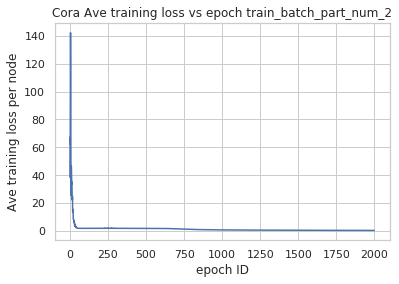 Cora Ave training loss vs epoch train_batch_part_num_2
Ave training loss per node
140
120
100
80
60
40
20
0
0 250 500 750 1000 1250 1500 1750 2000
epoch ID